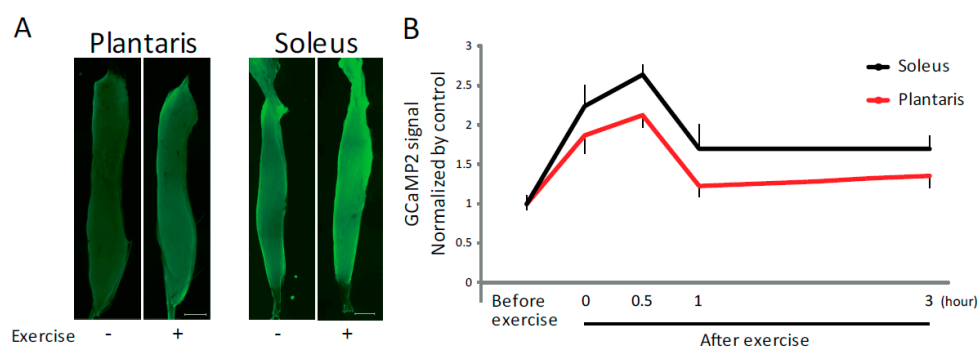 A
Plantaris
Soleus
Exercise
-
+
-
+
B
GCaMP2 signal
Normalized by control
3
2.5
2
1.5
1
0.5
0
Soleus
Plantaris
Before
exercise
0
0.5
1
3
(hour)
After exercise